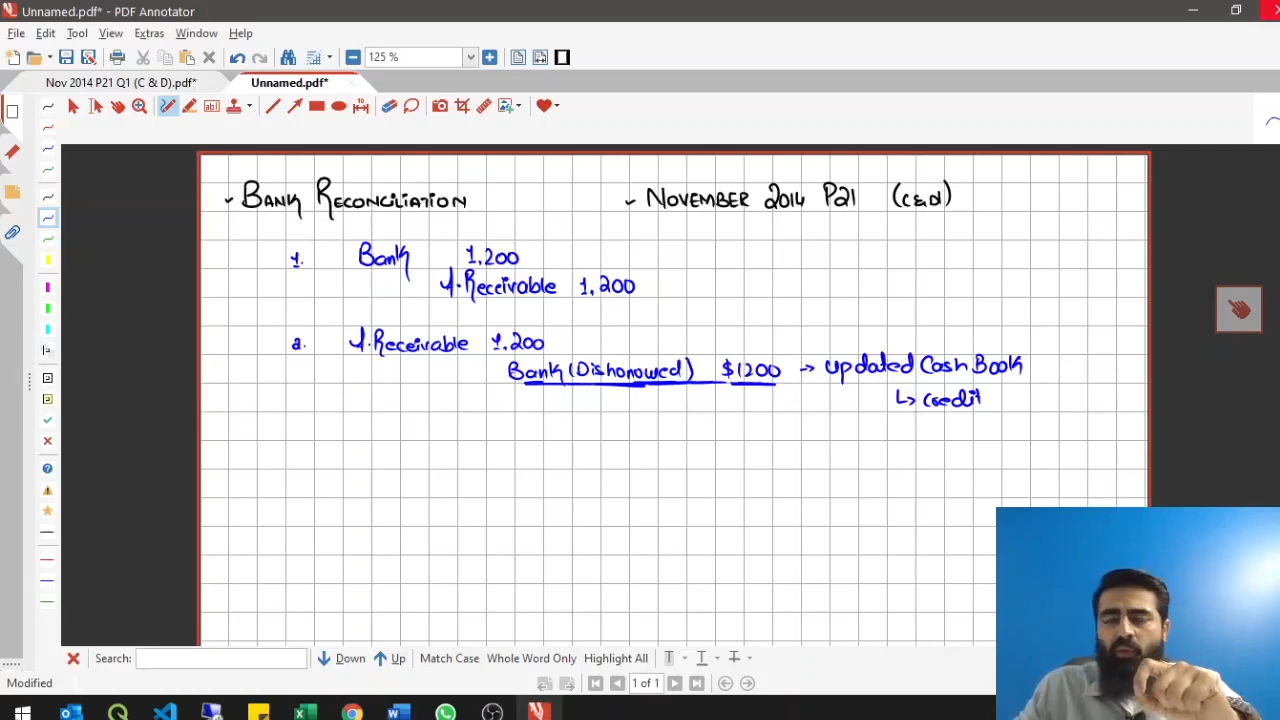 Unnamed.pdf* - PDF Annotator
File Edit Tool View Extras Window Help
125 %
Nov 2014 P21 Q1 (C & D).pdf* Unnamed.pdf*
- BANK RECONCILIATION - NOVEMBER 2014 P21 (c&d)
1. Bank 1,200
A.Receivable 1,200
2. A.Receivable 1,200
Bank (Dishonowed) $1200 → updated Cash Book
↳ credit
Search: Down Up Match Case Whole Word Only Highlight All
Modified 1 of 1